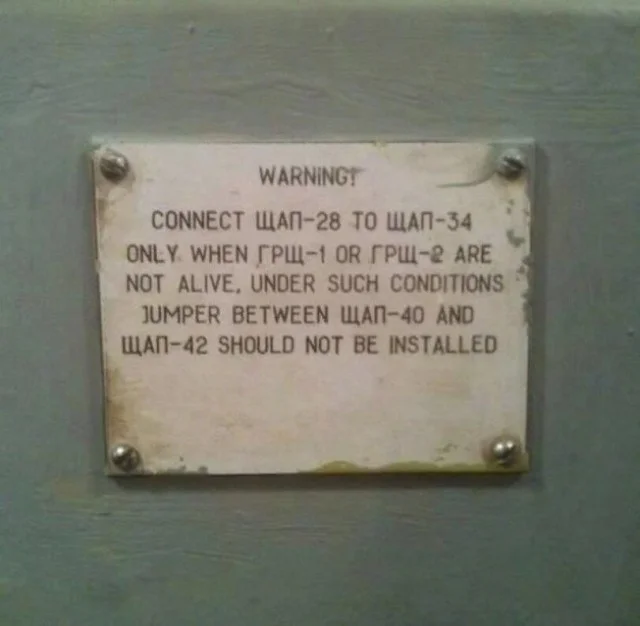 WARNING!
CONNECT ЩАП-28 TO ЩАП-34
ONLY WHEN ГРЩ-1 OR ГРЩ-2 ARE
NOT ALIVE, UNDER SUCH CONDITIONS
JUMPER BETWEEN ЩАП-40 AND
ЩАП-42 SHOULD NOT BE INSTALLED